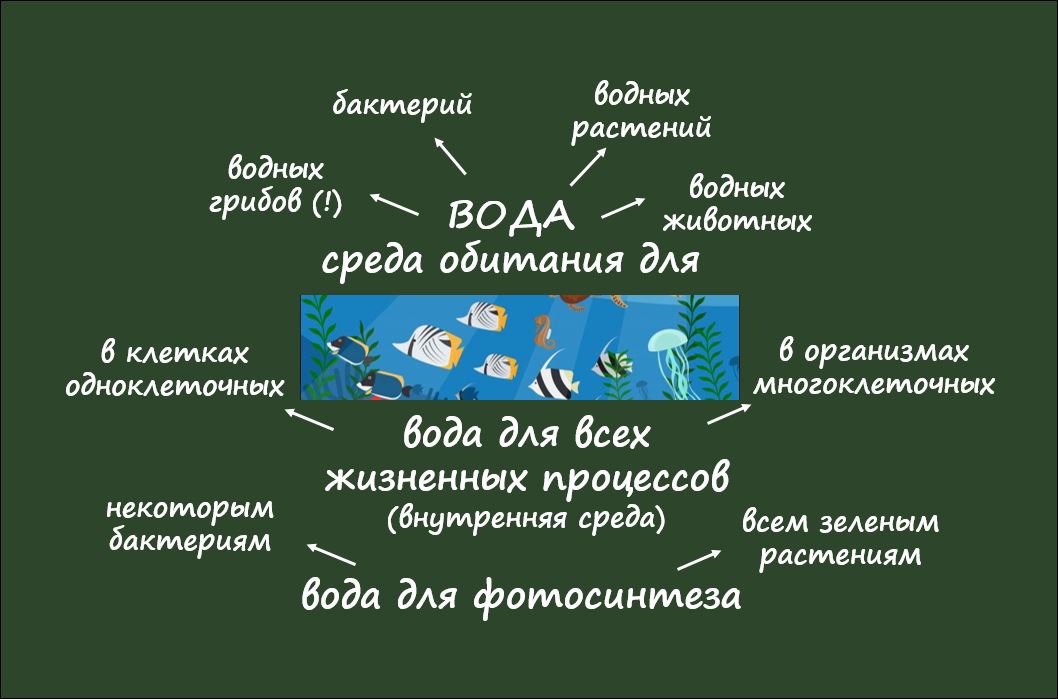 бактерий
водных
растений
водных
грибов (!)
водных
животных
ВОДА
среда обитания для
в клетках
одноклеточных
в организмах
многоклеточных
вода для всех
жизненных процессов
(внутренняя среда)
некоторым
бактериям
всем зеленым
растениям
вода для фотосинтеза